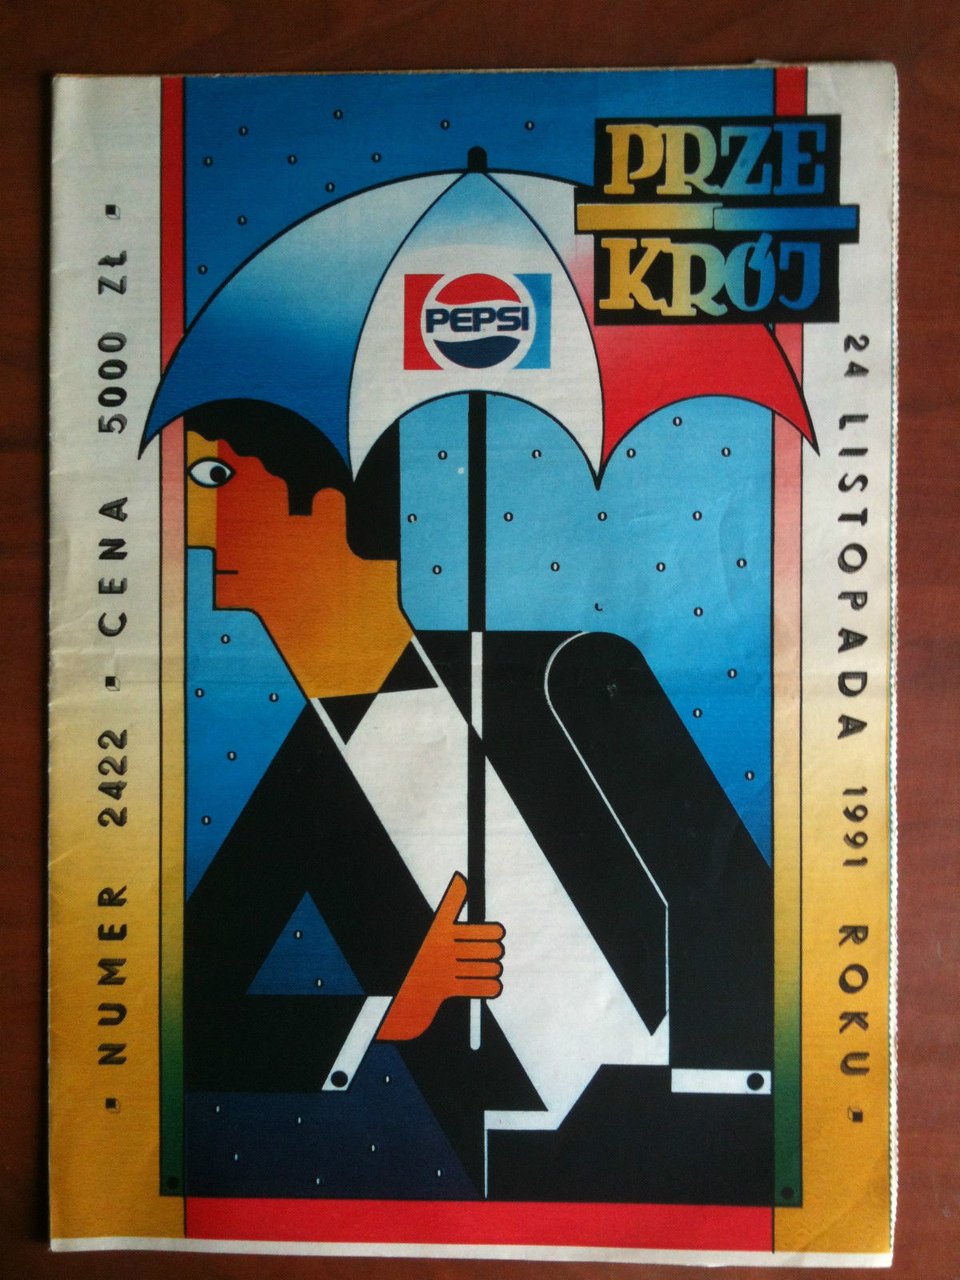 PRZE
KRÓJ
PEPSI
NUMER 2422 · CENA 5000 ZŁ
24 LISTOPADA 1991 ROKU